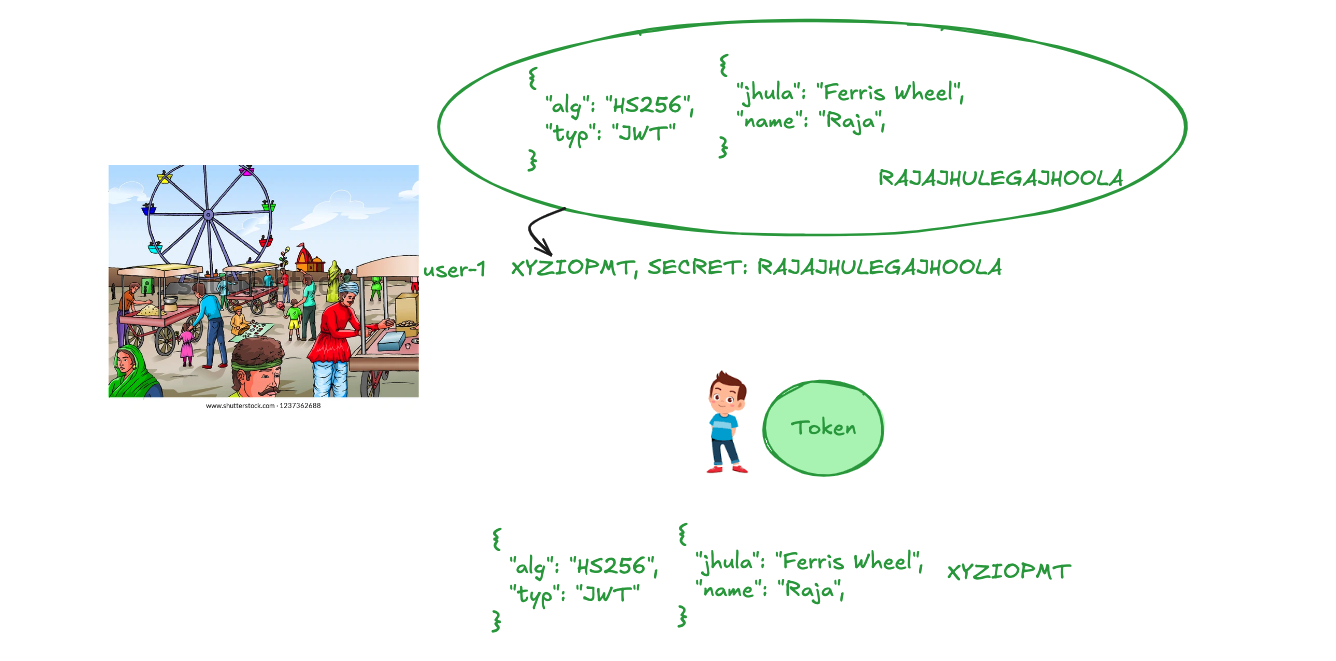 {
"alg": "HS256",
"typ": "JWT"
}
{
"jhula": "Ferris Wheel",
"name": "Raja",
}
RAJAJHULEGAJHOOLA
user-1 XYZIOPMT, SECRET: RAJAJHULEGAJHOOLA
www.shutterstock.com · 1237362688
Token
{
"alg": "HS256",
"typ": "JWT"
}
{
"jhula": "Ferris Wheel",
"name": "Raja",
}
XYZIOPMT